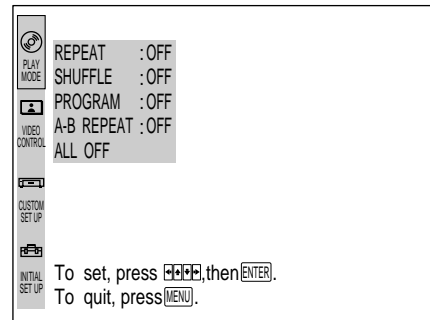 PLAY
MODE
VIDEO
CONTROL
CUSTOM
SET UP
INITIAL
SET UP
REPEAT :OFF
SHUFFLE :OFF
PROGRAM :OFF
A-B REPEAT :OFF
ALL OFF
To set, press ,then ENTER.
To quit, press MENU.